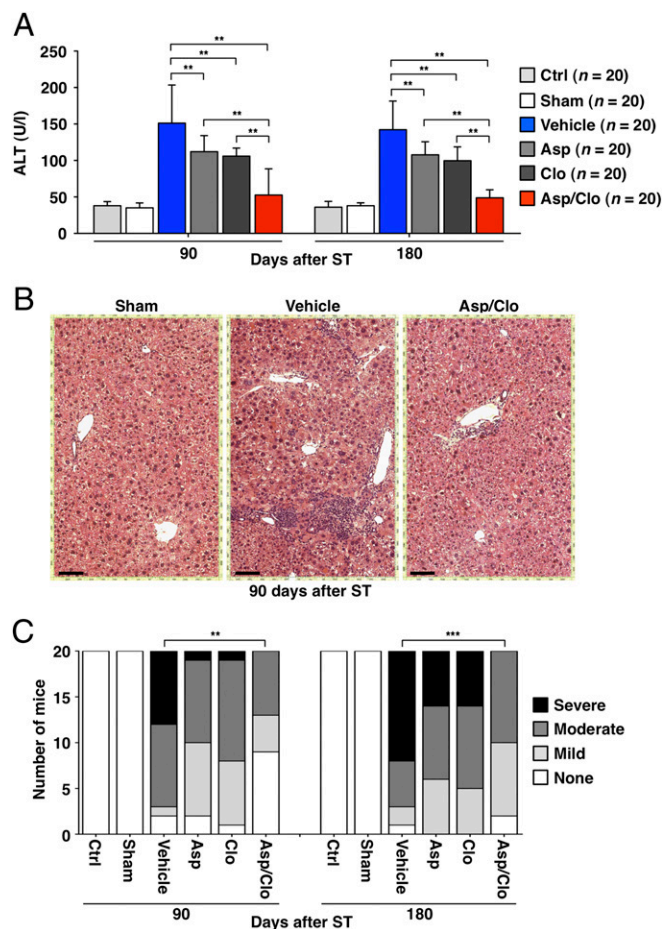 A
250
200
150
100
50
0
ALT (U/l)
** ** ** ** **
** ** ** ** **
90
180
Days after ST
Ctrl (n = 20)
Sham (n = 20)
Vehicle (n = 20)
Asp (n = 20)
Clo (n = 20)
Asp/Clo (n = 20)
B
Sham
Vehicle
Asp/Clo
90 days after ST
C
20
15
10
5
0
Number of mice
**
***
Severe
Moderate
Mild
None
Ctrl
Sham
Vehicle
Asp
Clo
Asp/Clo
Ctrl
Sham
Vehicle
Asp
Clo
Asp/Clo
90
180
Days after ST